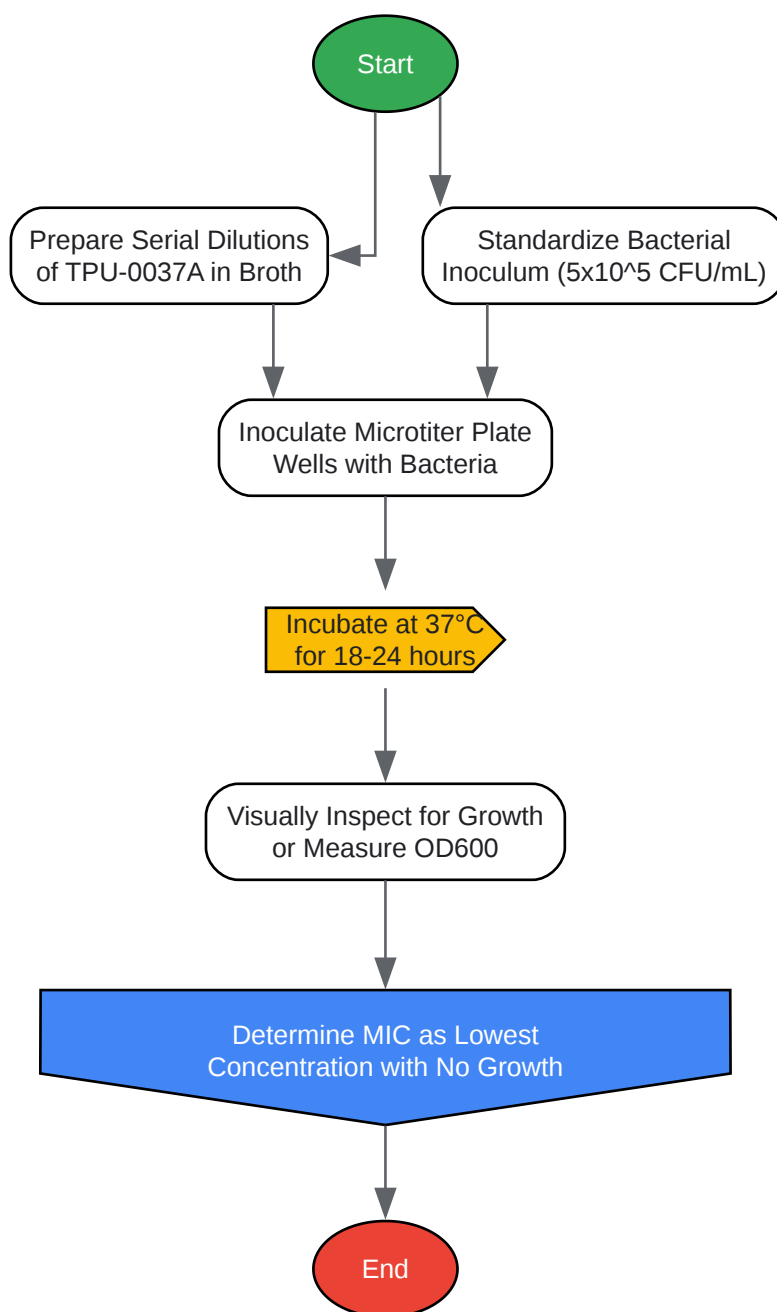 Start
Prepare Serial Dilutions
of TPU-0037A in Broth
Standardize Bacterial
Inoculum (5x10^5 CFU/mL)
Inoculate Microtiter Plate
Wells with Bacteria
Incubate at 37°C
for 18-24 hours
Visually Inspect for Growth
or Measure OD600
Determine MIC as Lowest
Concentration with No Growth
End